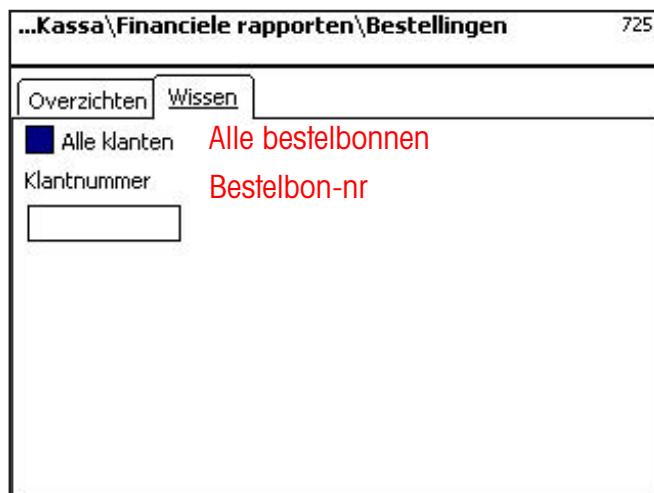 ...Kassa\Financiele rapporten\Bestellingen 725
Overzichten Wissen
Alle klanten Alle bestelbonnen
Klantnummer Bestelbon-nr